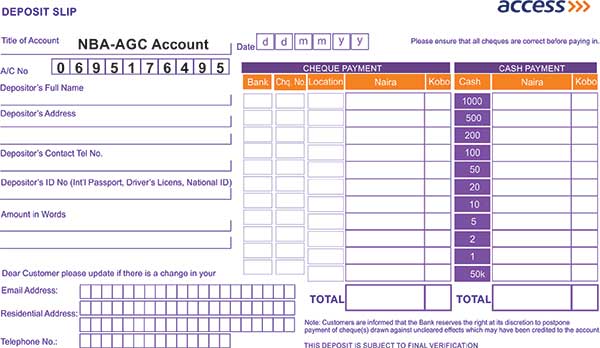 DEPOSIT SLIP
access
Title of Account NBA-AGC Account Date d d m m y y Please ensure that all cheques are correct before paying in.
A/C No 0 6 9 5 1 7 6 4 9 5
CHEQUE PAYMENT CASH PAYMENT
Bank Chq. No. Location Naira Kobo Cash Naira Kobo
Depositor's Full Name
1000
Depositor's Address
500
200
Depositor's Contact Tel No.
100
50
Depositor's ID No (Int'l Passport, Driver's Licens, National ID)
20
10
Amount in Words
5
2
1
Dear Customer please update if there is a change in your
50k
Email Address:
TOTAL TOTAL
Residential Address:
Note: Customers are informed that the Bank reserves the right at its discretion to postpone
payment of cheque(s) drawn against uncleared effects which may have been credited to the account
Telephone No.:
THIS DEPOSIT IS SUBJECT TO FINAL VERIFICATION